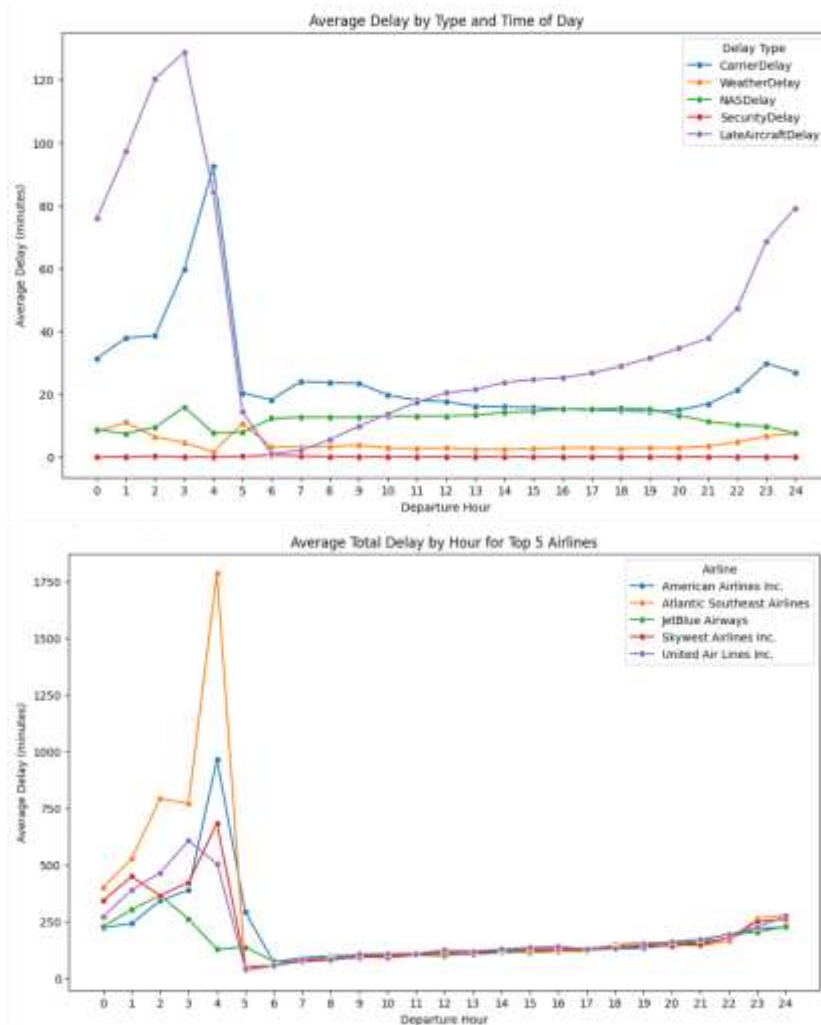 Average Delay by Type and Time of Day
Delay Type
CarrierDelay
WeatherDelay
NASDelay
SecurityDelay
LateAircraftDelay
120
100
80
60
40
20
0
Average Delay (minutes)
0 1 2 3 4 5 6 7 8 9 10 11 12 13 14 15 16 17 18 19 20 21 22 23 24
Departure Hour
Average Total Delay by Hour for Top 5 Airlines
Airline
American Airlines Inc.
Atlantic Southeast Airlines
JetBlue Airways
Skywest Airlines Inc.
United Air Lines Inc.
1750
1500
1250
1000
750
500
250
0
Average Delay (minutes)
0 1 2 3 4 5 6 7 8 9 10 11 12 13 14 15 16 17 18 19 20 21 22 23 24
Departure Hour